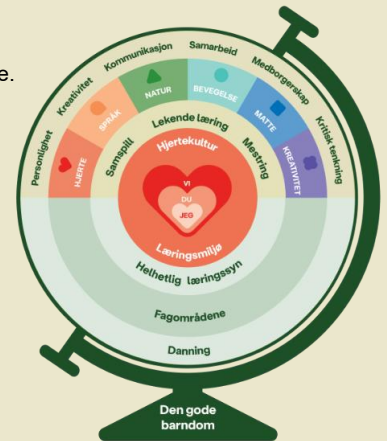 e.
Personlighet
Kreativitet
Kommunikasjon
Samarbeid
Medborgerskap
Kritisk tenkning
HJERTE
SPRÅK
NATUR
BEVEGELSE
MATTE
KREATIVITET
Samspill
Lekende læring
Mestring
Hjertekultur
VI
DU
JEG
Læringsmiljø
Helhetlig læringssyn
Fagområdene
Danning
Den gode
barndom